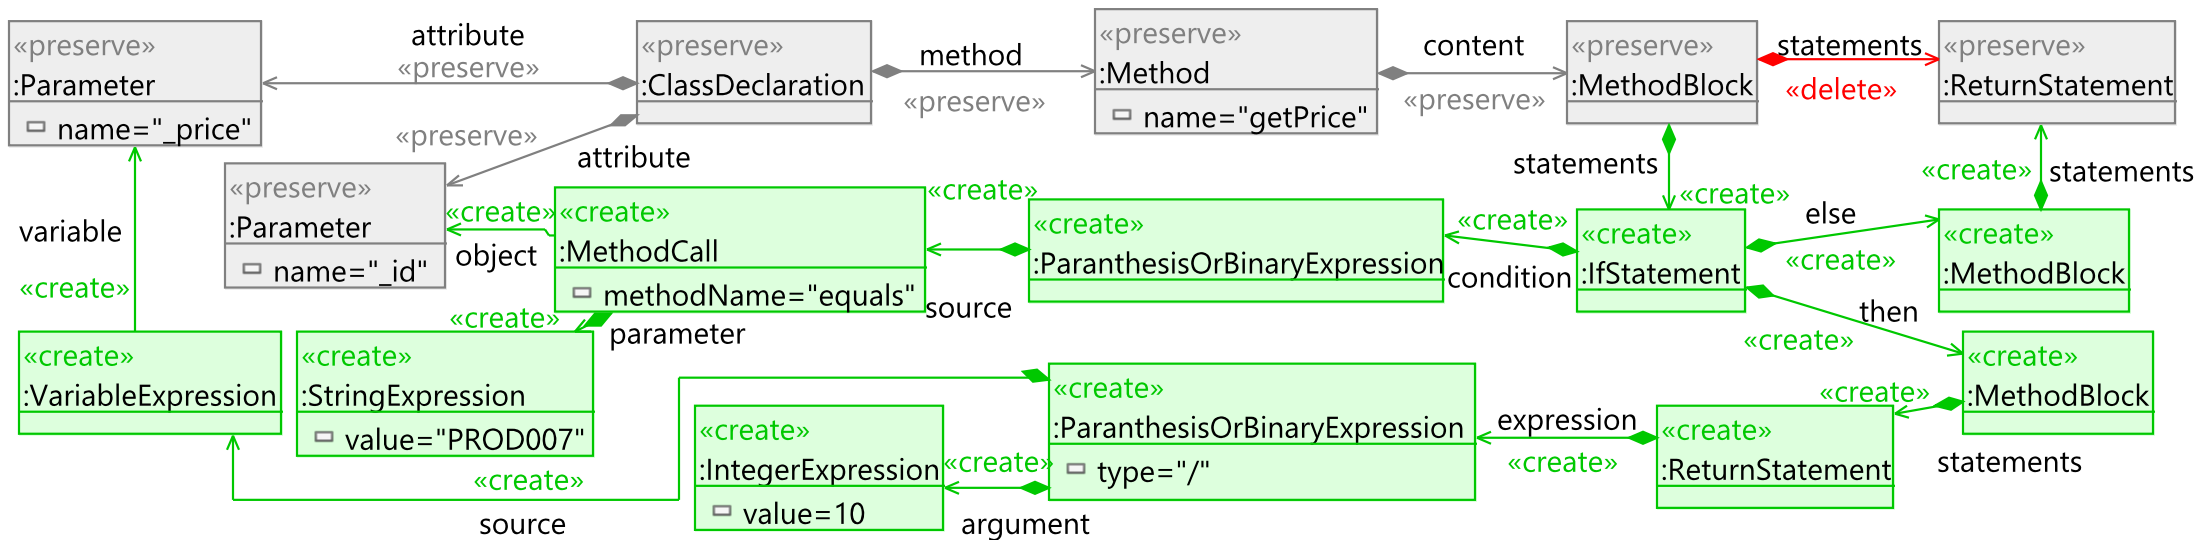 «preserve»
:Parameter
name="_price"
attribute
«preserve»
«preserve»
:ClassDeclaration
method
«preserve»
«preserve»
:Method
name="getPrice"
content
«preserve»
«preserve»
:MethodBlock
statements
«delete»
«preserve»
:ReturnStatement
«preserve»
attribute
«preserve»
:Parameter
name="_id"
variable
«create»
«create»
object
«create»
:MethodCall
methodName="equals"
«create»
source
«create»
:ParanthesisOrBinaryExpression
«create»
condition
statements
«create»
«create»
:IfStatement
else
«create»
then
«create»
«create»
statements
«create»
:MethodBlock
«create»
parameter
«create»
:VariableExpression
«create»
:StringExpression
value="PROD007"
«create»
source
«create»
:IntegerExpression
value=10
«create»
argument
«create»
:ParanthesisOrBinaryExpression
type="/"
expression
«create»
«create»
:ReturnStatement
«create»
statements
«create»
:MethodBlock